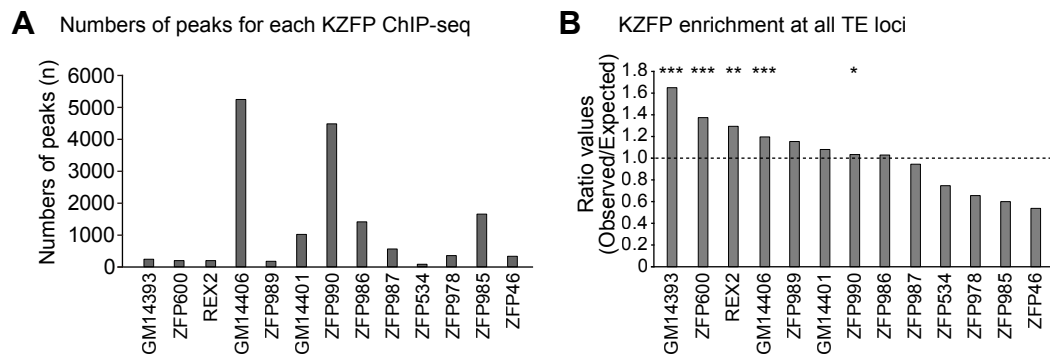 A Numbers of peaks for each KZFP ChIP-seq
Numbers of peaks (n)
6000
5000
4000
3000
2000
1000
0
GM14393
ZFP600
REX2
GM14406
ZFP989
GM14401
ZFP990
ZFP986
ZFP987
ZFP534
ZFP978
ZFP985
ZFP46
B KZFP enrichment at all TE loci
Ratio values
(Observed/Expected)
1.8
1.6
1.4
1.2
1.0
0.8
0.6
0.4
0.2
0
*** *** ** *** *
GM14393
ZFP600
REX2
GM14406
ZFP989
GM14401
ZFP990
ZFP986
ZFP987
ZFP534
ZFP978
ZFP985
ZFP46